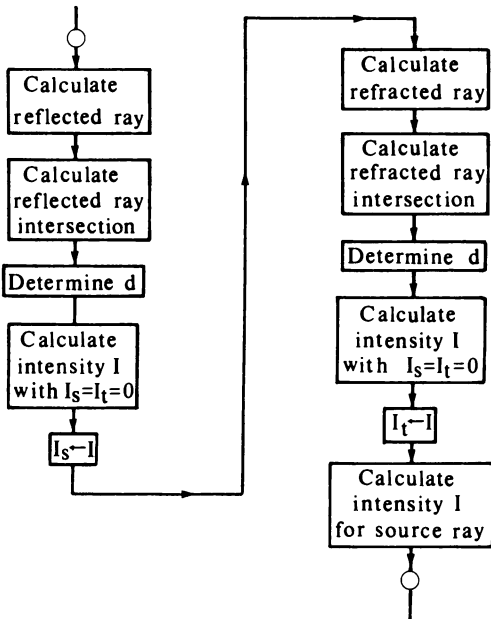 Calculate
reflected ray
Calculate
reflected ray
intersection
Determine d
Calculate
intensity I
with Iₛ=Iₜ=0
Iₛ←I
Calculate
refracted ray
Calculate
refracted ray
intersection
Determine d
Calculate
intensity I
with Iₛ=Iₜ=0
Iₜ←I
Calculate
intensity I
for source ray